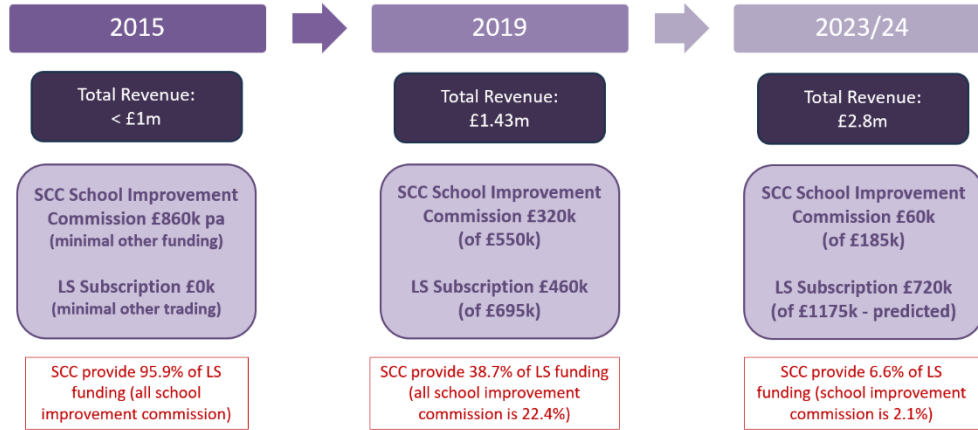 2015
Total Revenue:
< £1m
SCC School Improvement
Commission £860k pa
(minimal other funding)
LS Subscription £0k
(minimal other trading)
SCC provide 95.9% of LS
funding (all school
improvement commission)
2019
Total Revenue:
£1.43m
SCC School Improvement
Commission £320k
(of £550k)
LS Subscription £460k
(of £695k)
SCC provide 38.7% of LS funding
(all school improvement
commission is 22.4%)
2023/24
Total Revenue:
£2.8m
SCC School Improvement
Commission £60k
(of £185k)
LS Subscription £720k
(of £1175k - predicted)
SCC provide 6.6% of LS
funding (school improvement
commission is 2.1%)